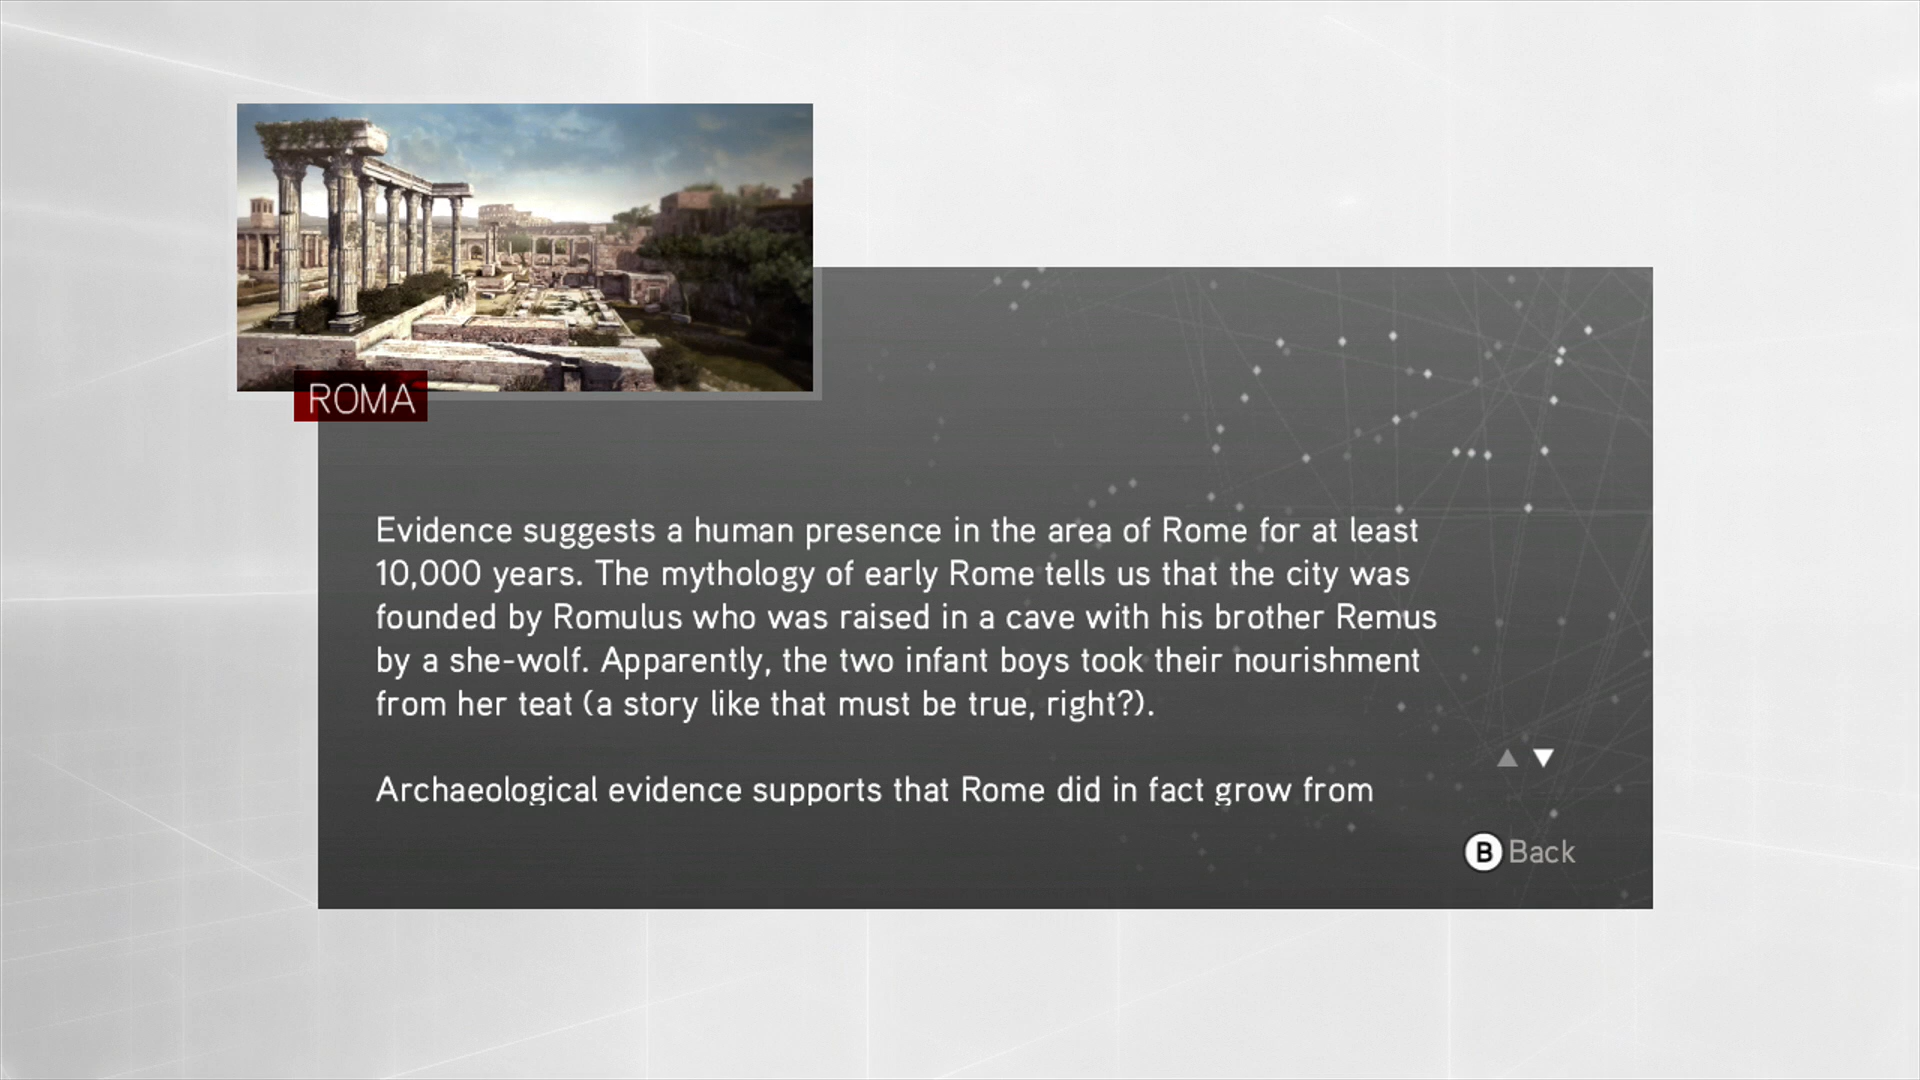 ROMA
Evidence suggests a human presence in the area of Rome for at least
10,000 years. The mythology of early Rome tells us that the city was
founded by Romulus who was raised in a cave with his brother Remus
by a she-wolf. Apparently, the two infant boys took their nourishment
from her teat (a story like that must be true, right?).
Archaeological evidence supports that Rome did in fact grow from
B Back